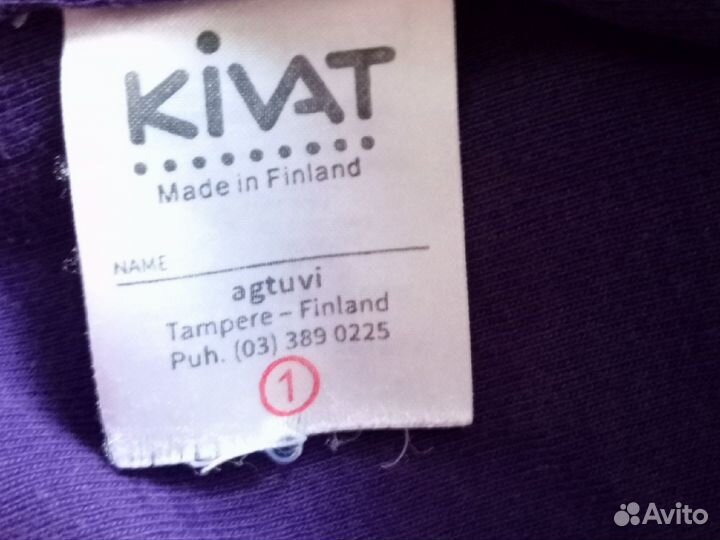 KiVAT
Made in Finland
NAME
agtuvi
Tampere – Finland
Puh. (03) 389 0225
1
Avito